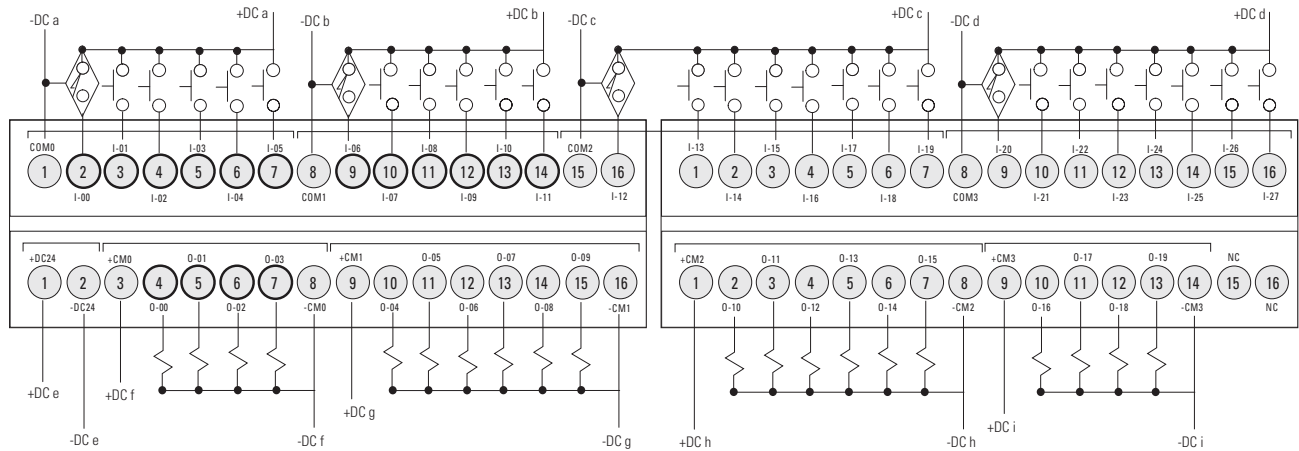 -DC a +DC a -DC b +DC b -DC c +DC c -DC d +DC d
COM0 I-01 I-03 I-05 I-06 I-08 I-10 COM2 I-13 I-15 I-17 I-19 I-20 I-22 I-24 I-26
1 2 3 4 5 6 7 8 9 10 11 12 13 14 15 16 1 2 3 4 5 6 7 8 9 10 11 12 13 14 15 16
I-00 I-02 I-04 COM1 I-07 I-09 I-11 I-12 I-14 I-16 I-18 COM3 I-21 I-23 I-25 I-27
+DC24 +CM0 O-01 O-03 +CM1 O-05 O-07 O-09 +CM2 O-11 O-13 O-15 +CM3 O-17 O-19 NC
1 2 3 4 5 6 7 8 9 10 11 12 13 14 15 16 1 2 3 4 5 6 7 8 9 10 11 12 13 14 15 16
-DC24 O-00 O-02 -CM0 O-04 O-06 O-08 -CM1 O-10 O-12 O-14 -CM2 O-16 O-18 -CM3 NC
+DC e +DC f +DC g +DC i
-DC e -DC f -DC g +DC h -DC h -DC i